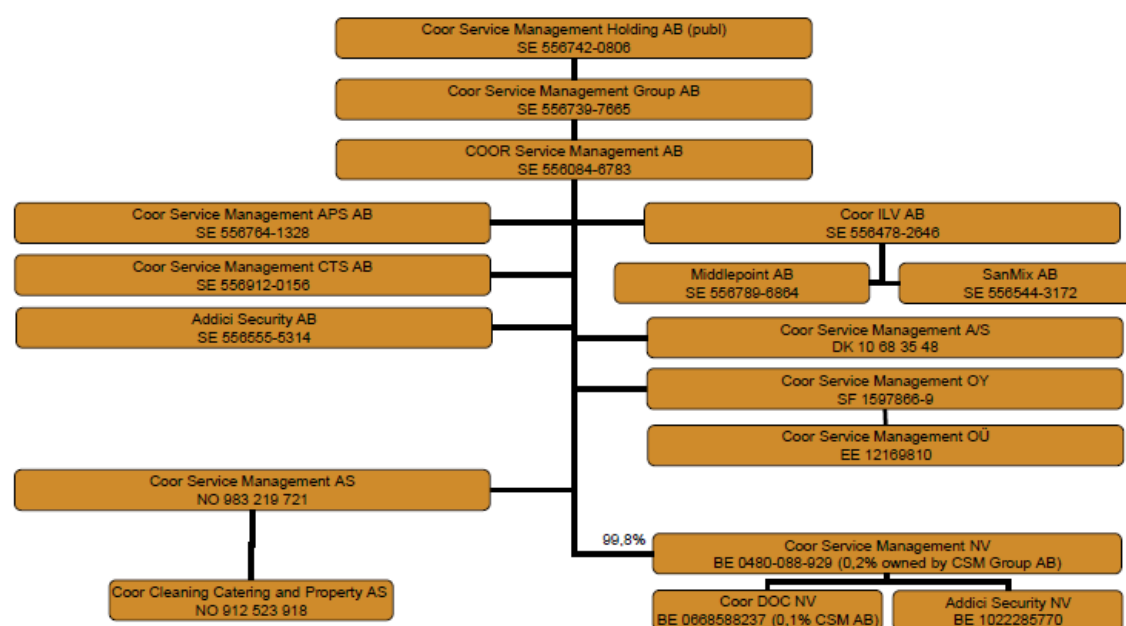 Coor Service Management Holding AB (publ)
SE 556742-0806
Coor Service Management Group AB
SE 556739-7665
COOR Service Management AB
SE 556084-6783
Coor Service Management APS AB
SE 556764-1328
Coor ILV AB
SE 556478-2646
Coor Service Management CTS AB
SE 556912-0156
Middlepoint AB
SE 556789-6864
SanMix AB
SE 556544-3172
Addici Security AB
SE 556555-5314
Coor Service Management A/S
DK 10 68 35 48
Coor Service Management OY
SF 1597866-9
Coor Service Management OÜ
EE 12169810
Coor Service Management AS
NO 983 219 721
99,8%
Coor Service Management NV
BE 0480-088-929 (0,2% owned by CSM Group AB)
Coor Cleaning Catering and Property AS
NO 912 523 918
Coor DOC NV
BE 0668588237 (0,1% CSM AB)
Addici Security NV
BE 1022285770